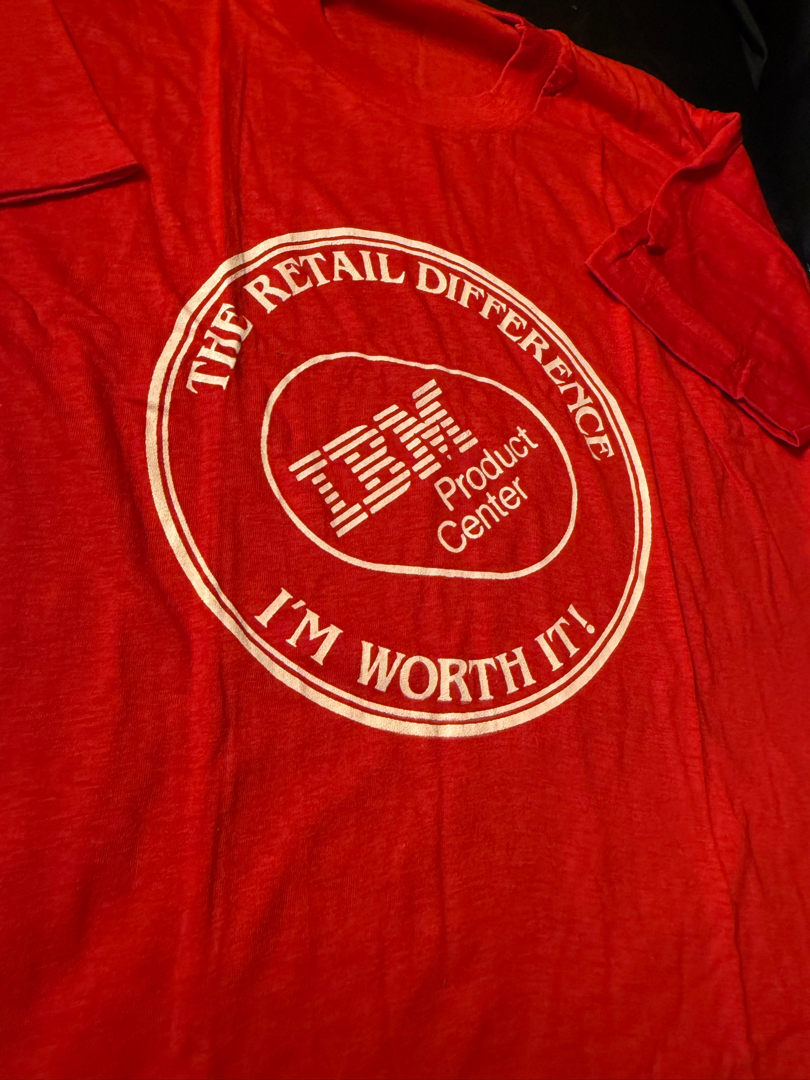 THE RETAIL DIFFERENCE
IBM
Product
Center
I'M WORTH IT!